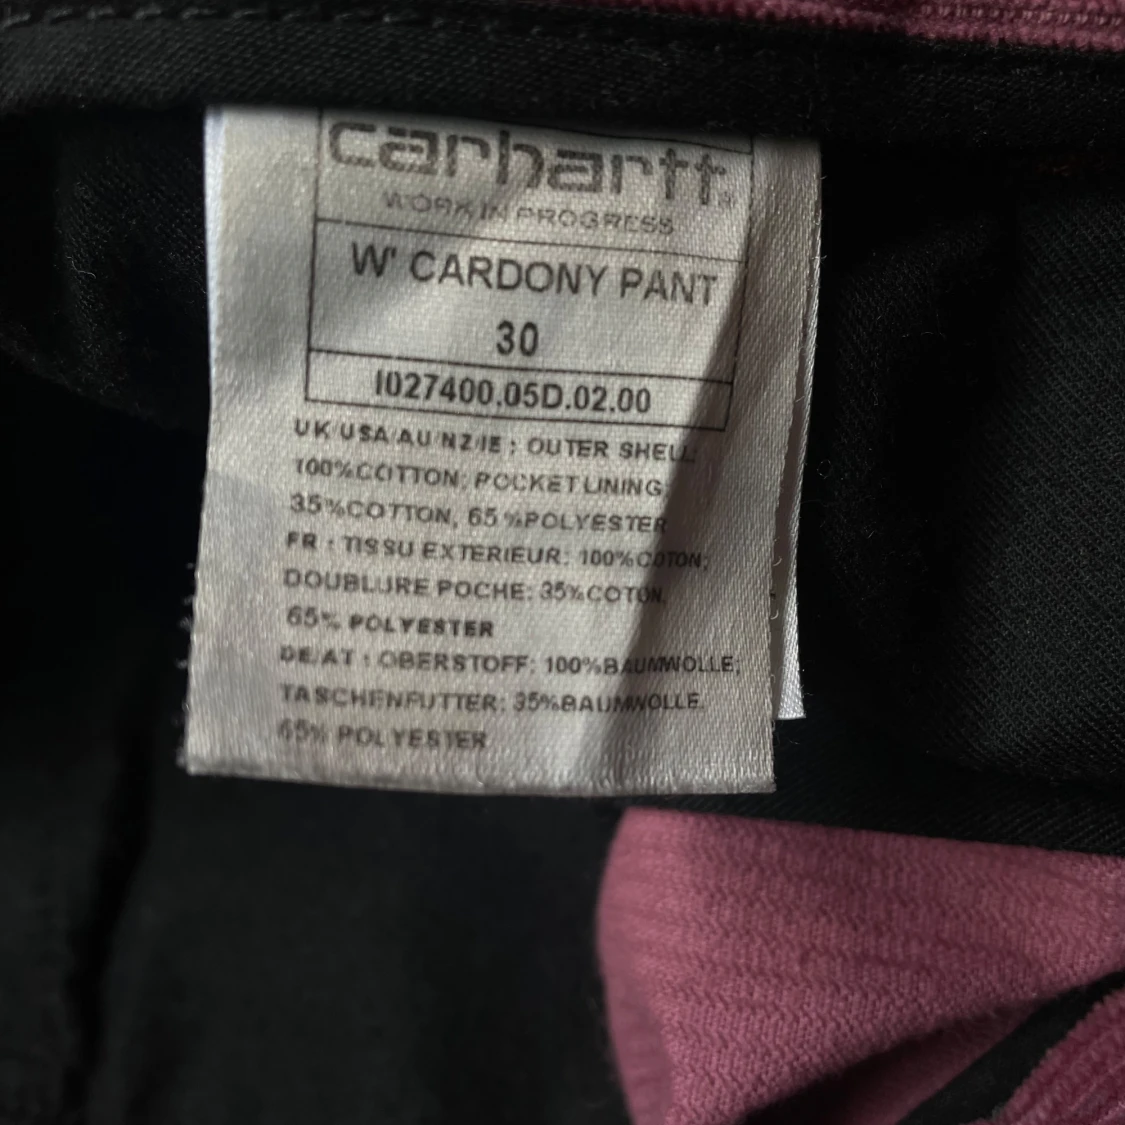 carhartt
WORK IN PROGRESS
W' CARDONY PANT
30
I027400.05D.02.00
UK/USA/AU/NZ/IE : OUTER SHELL:
100%COTTON; POCKET LINING:
35%COTTON, 65%POLYESTER
FR : TISSU EXTERIEUR: 100%COTON;
DOUBLURE POCHE: 35%COTON,
65% POLYESTER
DE/AT : OBERSTOFF: 100%BAUMWOLLE;
TASCHENFUTTER: 35%BAUMWOLLE,
65% POLYESTER